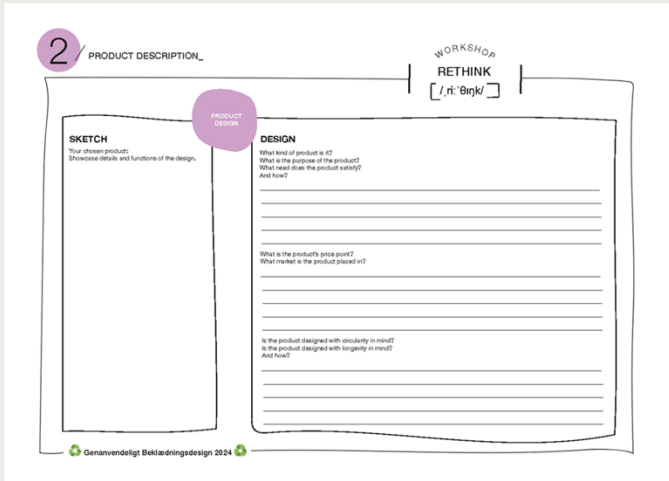 2 / PRODUCT DESCRIPTION_
WORKSHOP
RETHINK
[/ˌriːˈθɪŋk/]
PRODUCT
DESIGN
SKETCH
Your chosen product:
Showcase details and functions of the design.
DESIGN
What kind of product is it?
What is the purpose of the product?
What need does the product satisfy?
And how?
What is the product's price point?
What market is the product placed in?
Is the product designed with circularity in mind?
Is the product designed with longevity in mind?
And how?
Genanvendeligt Beklædningsdesign 2024